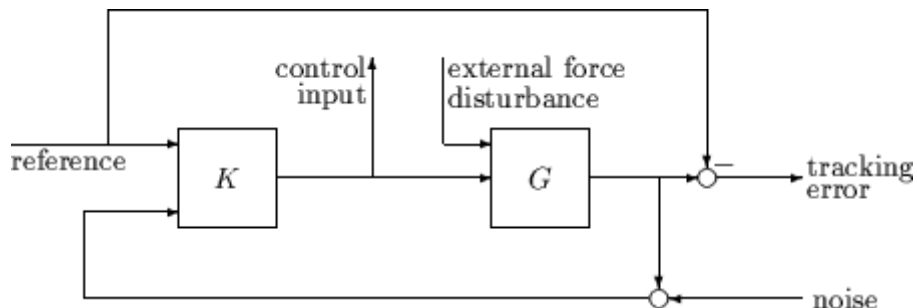 control
input
external force
disturbance
reference
K
G
−
tracking
error
noise